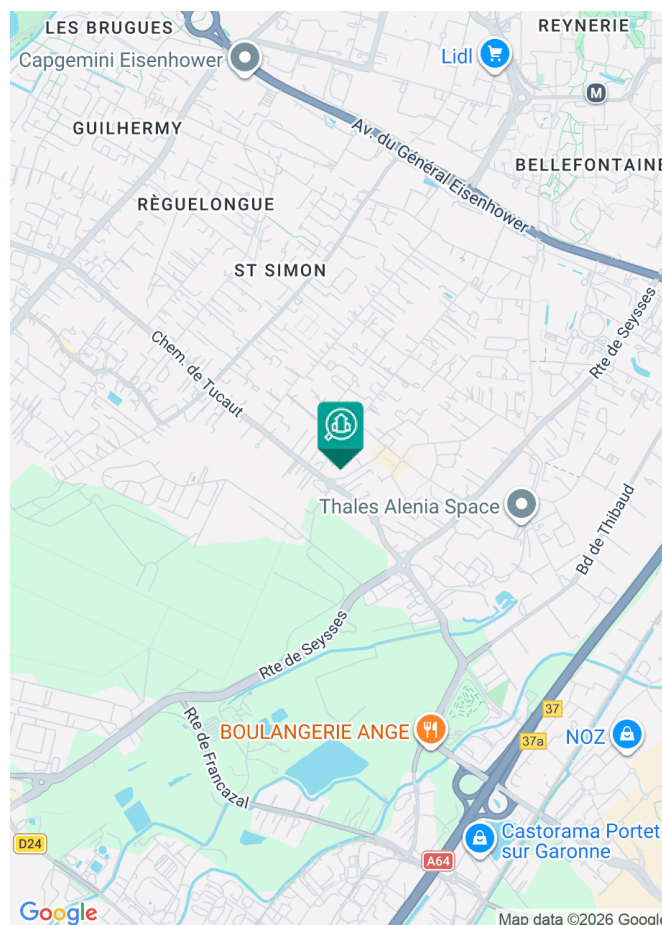 LES BRUGUES
REYNERIE
Capgemini Eisenhower
Lidl
M
GUILHERMY
Av. du Général Eisenhower
BELLEFONTAINE
RÈGUELONGUE
ST SIMON
Rte de Seysses
Chem. de Tucaut
Thales Alenia Space
Bd de Thibaud
Rte de Seysses
Rte de Francazal
37
BOULANGERIE ANGE
37a
NOZ
D24
Castorama Portet
sur Garonne
A64
Google
Map data ©2026 Google